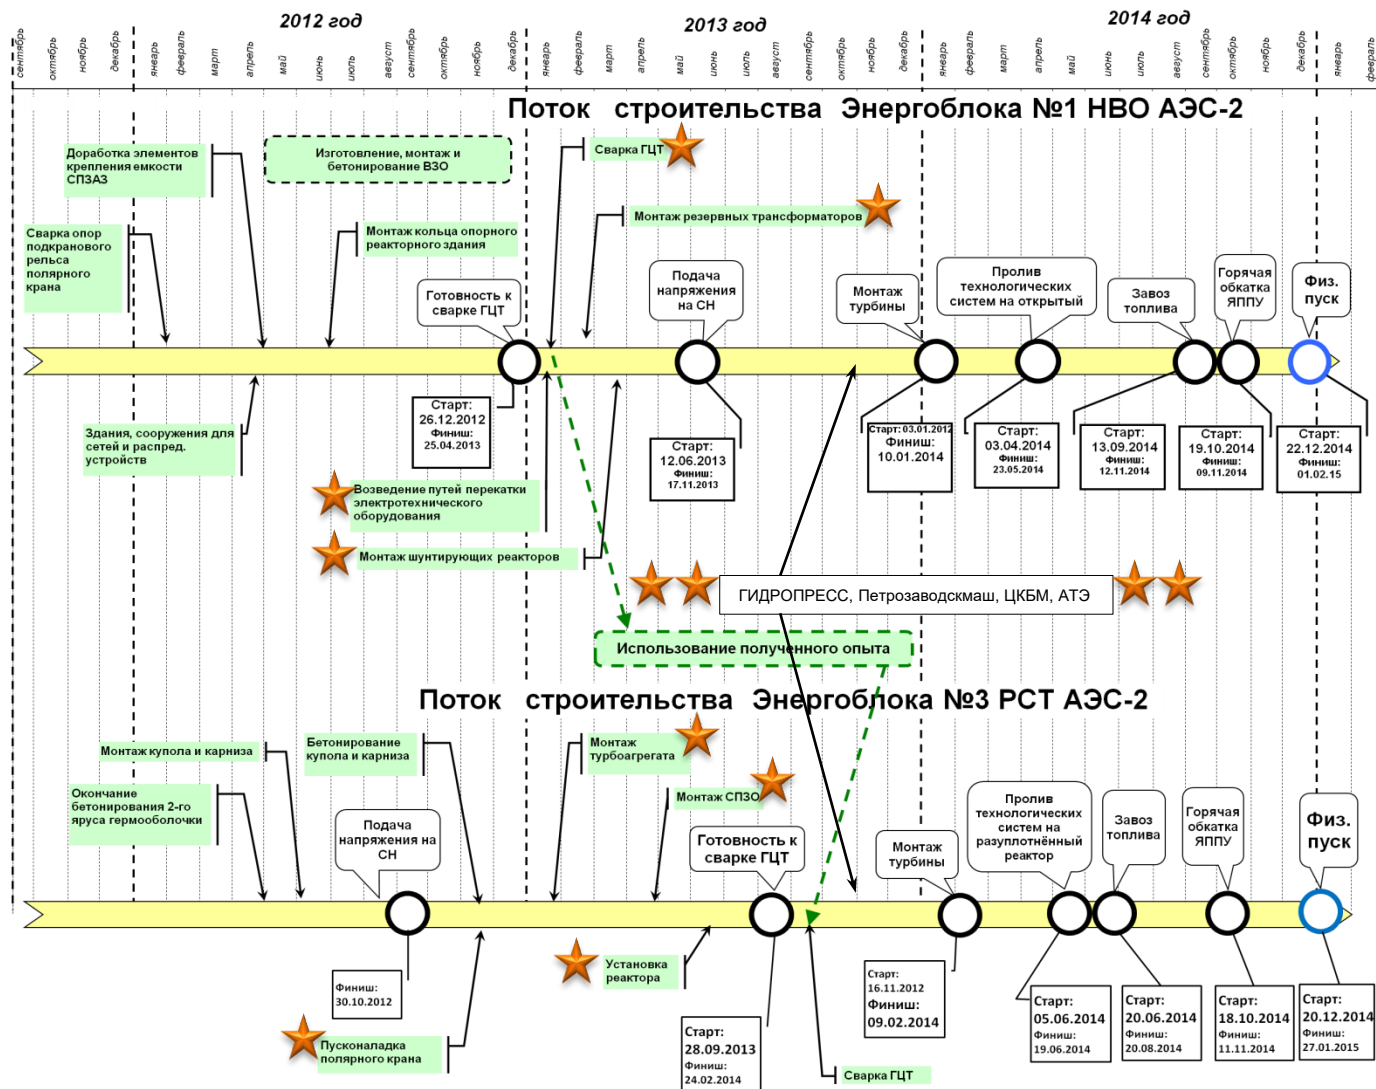 2012 год
2013 год
2014 год
сентябрь
октябрь
ноябрь
декабрь
январь
февраль
март
апрель
май
июнь
июль
август
сентябрь
октябрь
ноябрь
декабрь
январь
февраль
март
апрель
май
июнь
июль
август
сентябрь
октябрь
ноябрь
декабрь
январь
февраль
март
апрель
май
июнь
июль
август
сентябрь
октябрь
ноябрь
декабрь
январь
февраль
Поток строительства Энергоблока №1 НВО АЭС-2
Доработка элементов
крепления емкости
СПЗАЗ
Изготовление, монтаж и
бетонирование ВЗО
Сварка ГЦТ
Монтаж резервных трансформаторов
Сварка опор
подкранового
рельса
полярного
крана
Монтаж кольца опорного
реакторного здания
Готовность к
сварке ГЦТ
Подача
напряжения
на СН
Монтаж
турбины
Пролив
технологических
систем на открытый
Завоз
топлива
Горячая
обкатка
ЯППУ
Физ.
пуск
Старт:
26.12.2012
Финиш:
25.04.2013
Старт:
12.06.2013
Финиш:
17.11.2013
Старт: 03.01.2012
Финиш:
10.01.2014
Старт:
03.04.2014
Финиш:
23.05.2014
Старт:
13.09.2014
Финиш:
12.11.2014
Старт:
19.10.2014
Финиш:
09.11.2014
Старт:
22.12.2014
Финиш:
01.02.15
Здания, сооружения для
сетей и распред.
устройств
Возведение путей перекатки
электротехнического
оборудования
Монтаж шунтирующих реакторов
ГИДРОПРЕСС, Петрозаводскмаш, ЦКБМ, АТЭ
Использование полученного опыта
Поток строительства Энергоблока №3 РСТ АЭС-2
Монтаж купола и карниза
Бетонирование
купола и карниза
Монтаж
турбоагрегата
Окончание
бетонирования 2-го
яруса гермооболочки
Монтаж СПЗО
Подача
напряжения на
СН
Готовность к
сварке ГЦТ
Монтаж
турбины
Пролив
технологических
систем на
разуплотнённый
реактор
Завоз
топлива
Горячая
обкатка
ЯППУ
Физ.
пуск
Финиш:
30.10.2012
Установка
реактора
Пусконаладка
полярного крана
Старт:
28.09.2013
Финиш:
24.02.2014
Сварка ГЦТ
Старт:
16.11.2012
Финиш:
09.02.2014
Старт:
05.06.2014
Финиш:
19.06.2014
Старт:
20.06.2014
Финиш:
20.08.2014
Старт:
18.10.2014
Финиш:
11.11.2014
Старт:
20.12.2014
Финиш:
27.01.2015